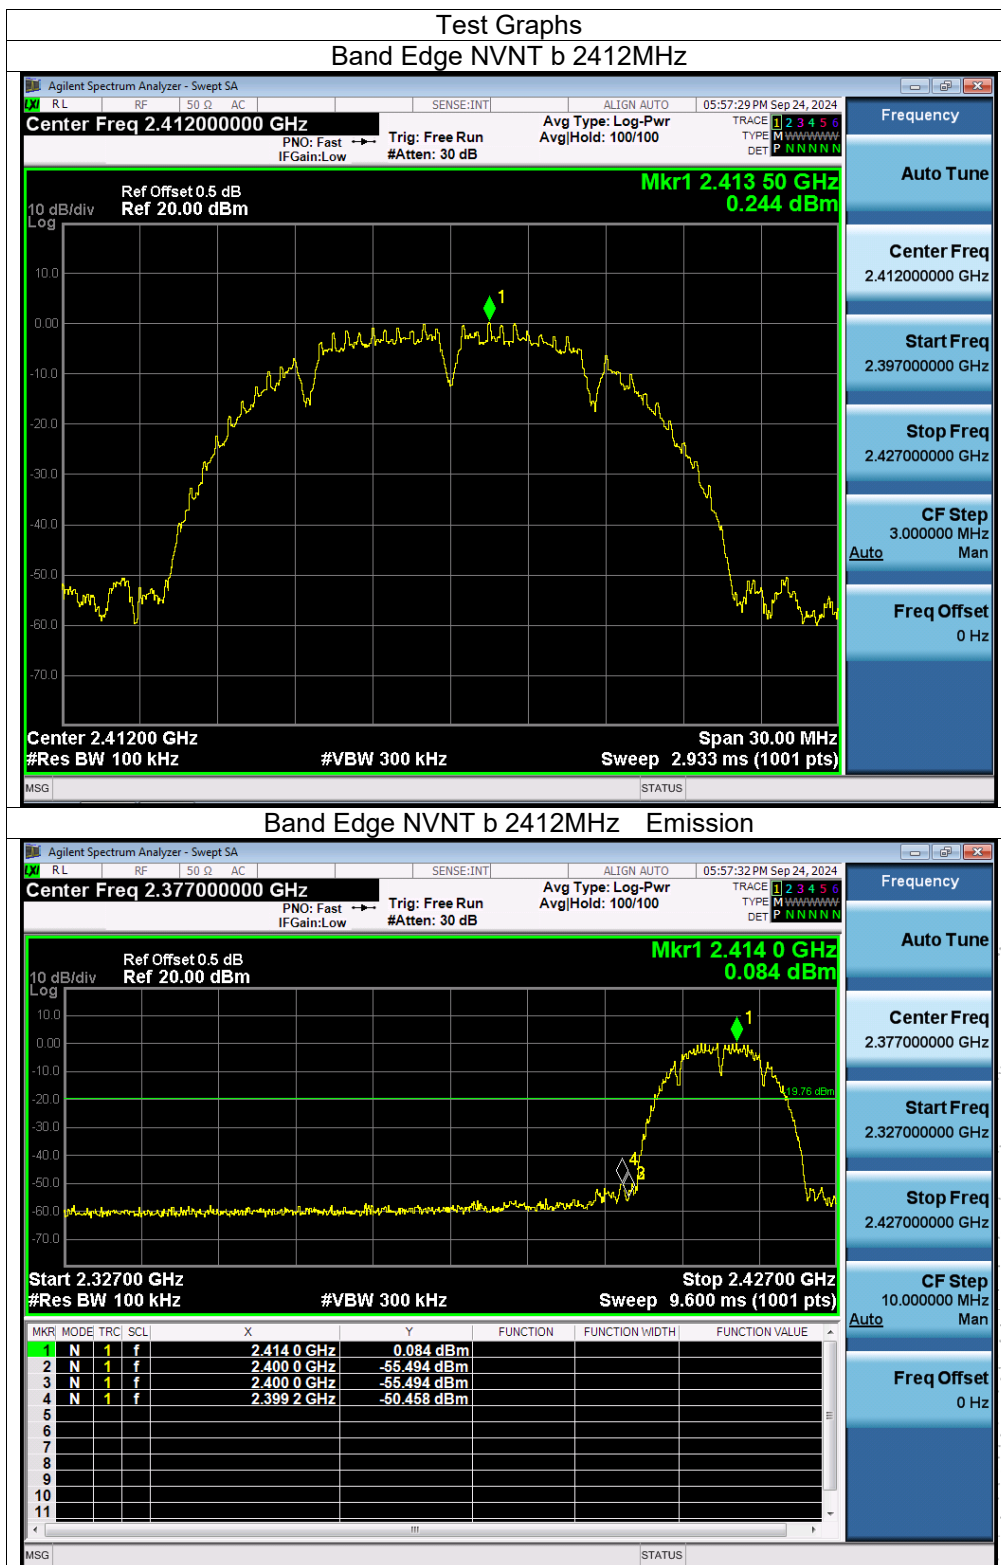 Test Graphs
Band Edge NVNT b 2412MHz
Agilent Spectrum Analyzer - Swept SA
LXI RL RF 50 Ω AC SENSE:INT ALIGN AUTO 05:57:29 PM Sep 24, 2024
Center Freq 2.412000000 GHz
PNO: Fast
IFGain:Low
Trig: Free Run
#Atten: 30 dB
Avg Type: Log-Pwr
Avg|Hold: 100/100
TRACE 1 2 3 4 5 6
TYPE M WWWWW
DET P N N N N N
Frequency
Auto Tune
Center Freq
2.412000000 GHz
Start Freq
2.397000000 GHz
Stop Freq
2.427000000 GHz
CF Step
3.000000 MHz
Auto Man
Freq Offset
0 Hz
Mkr1 2.413 50 GHz
0.244 dBm
Ref Offset 0.5 dB
10 dB/div Ref 20.00 dBm
Log
10.0
0.00
-10.0
-20.0
-30.0
-40.0
-50.0
-60.0
-70.0
1
Center 2.41200 GHz Span 30.00 MHz
#Res BW 100 kHz #VBW 300 kHz Sweep 2.933 ms (1001 pts)
MSG STATUS
Band Edge NVNT b 2412MHz Emission
Agilent Spectrum Analyzer - Swept SA
LXI RL RF 50 Ω AC SENSE:INT ALIGN AUTO 05:57:32 PM Sep 24, 2024
Center Freq 2.377000000 GHz
PNO: Fast
IFGain:Low
Trig: Free Run
#Atten: 30 dB
Avg Type: Log-Pwr
Avg|Hold: 100/100
TRACE 1 2 3 4 5 6
TYPE M WWWWW
DET P N N N N N
Frequency
Auto Tune
Center Freq
2.377000000 GHz
Start Freq
2.327000000 GHz
Stop Freq
2.427000000 GHz
CF Step
10.000000 MHz
Auto Man
Freq Offset
0 Hz
Mkr1 2.414 0 GHz
0.084 dBm
Ref Offset 0.5 dB
10 dB/div Ref 20.00 dBm
Log
10.0
0.00
-10.0
-20.0
-30.0
-40.0
-50.0
-60.0
-70.0
1
-19.76 dBm
4
3
Start 2.32700 GHz Stop 2.42700 GHz
#Res BW 100 kHz #VBW 300 kHz Sweep 9.600 ms (1001 pts)
MKR MODE TRC SCL X Y FUNCTION FUNCTION WIDTH FUNCTION VALUE
1 N 1 f 2.414 0 GHz 0.084 dBm
2 N 1 f 2.400 0 GHz -55.494 dBm
3 N 1 f 2.400 0 GHz -55.494 dBm
4 N 1 f 2.399 2 GHz -50.458 dBm
5
6
7
8
9
10
11
MSG STATUS